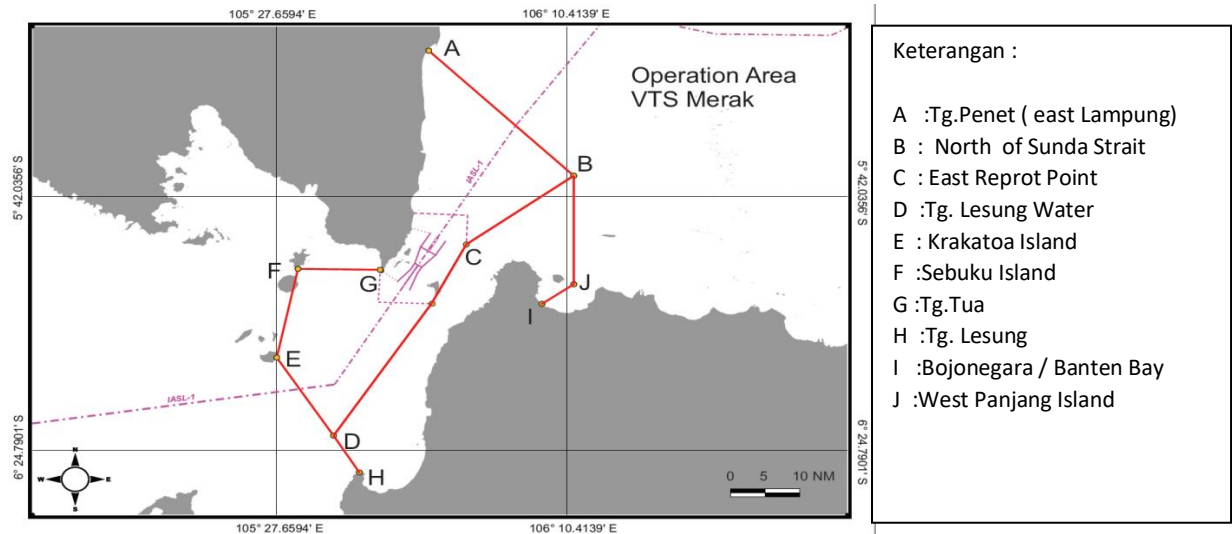 105° 27.6594' E
106° 10.4139' E
A
Operation Area
VTS Merak
B
5° 42.0356' S
5° 42.0356' S
IASL-1
C
F
G
J
I
E
IASL-1
D
H
6° 24.7901' S
6° 24.7901' S
N
W
E
S
0 5 10 NM
105° 27.6594' E
106° 10.4139' E
Keterangan :
A :Tg.Penet ( east Lampung)
B : North of Sunda Strait
C : East Reprot Point
D :Tg. Lesung Water
E : Krakatoa Island
F :Sebuku Island
G :Tg.Tua
H : Tg. Lesung
I :Bojonegara / Banten Bay
J :West Panjang Island